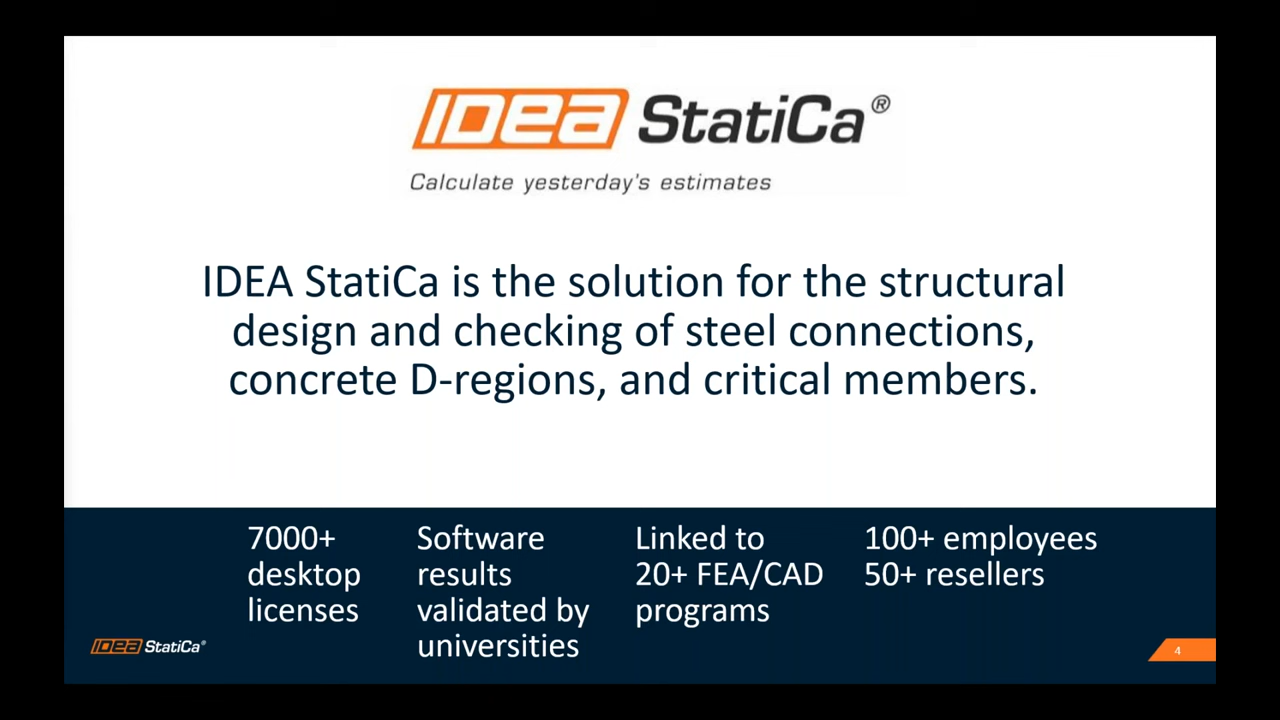 IDEA StatiCa®
Calculate yesterday's estimates
IDEA StatiCa is the solution for the structural
design and checking of steel connections,
concrete D-regions, and critical members.
7000+
desktop
licenses
Software
results
validated by
universities
Linked to
20+ FEA/CAD
programs
100+ employees
50+ resellers
IDEA StatiCa®
4